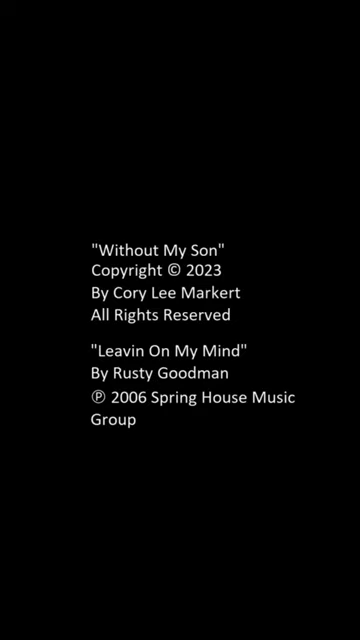 "Without My Son"
Copyright © 2023
By Cory Lee Markert
All Rights Reserved
"Leavin On My Mind"
By Rusty Goodman
℗ 2006 Spring House Music
Group